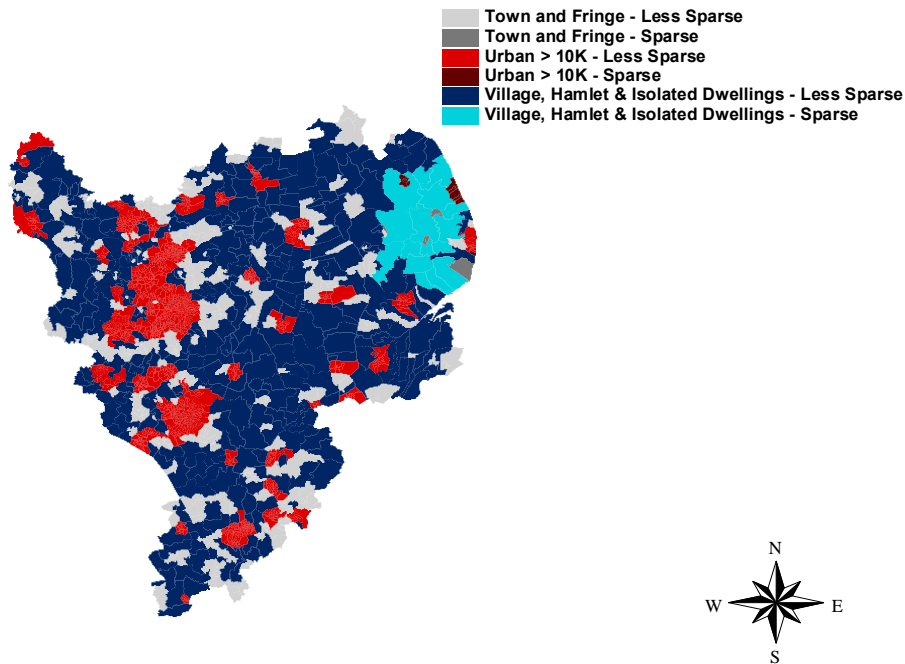 Town and Fringe - Less Sparse
Town and Fringe - Sparse
Urban > 10K - Less Sparse
Urban > 10K - Sparse
Village, Hamlet & Isolated Dwellings - Less Sparse
Village, Hamlet & Isolated Dwellings - Sparse
N
W E
S